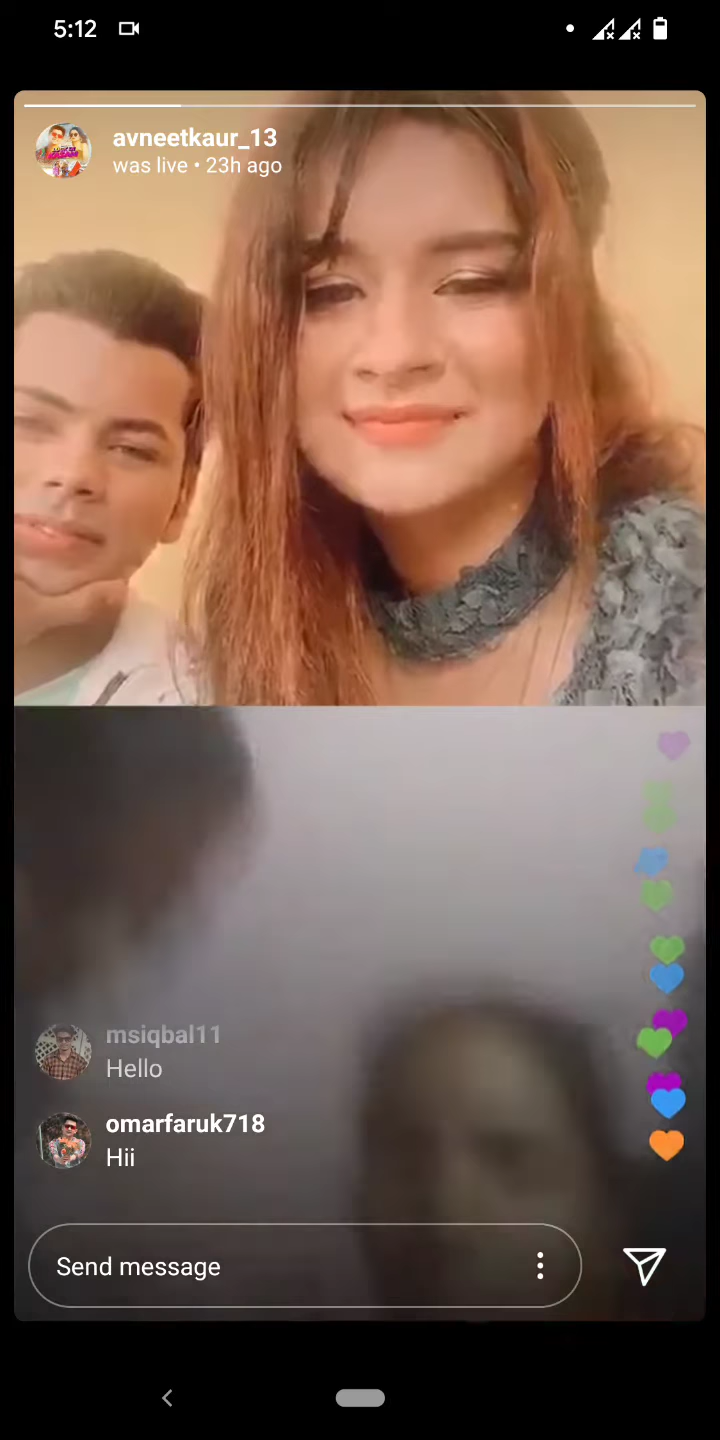 5:12
avneetkaur_13
was live • 23h ago
msiqbal11
Hello
omarfaruk718
Hii
Send message